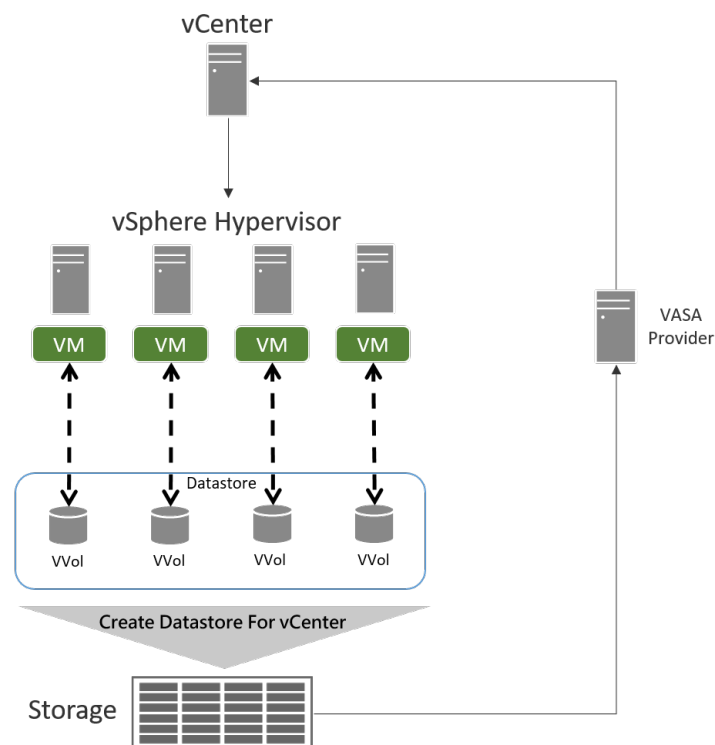 vCenter
vSphere Hypervisor
VM VM VM VM
VASA
Provider
Datastore
VVol VVol VVol VVol
Create Datastore For vCenter
Storage